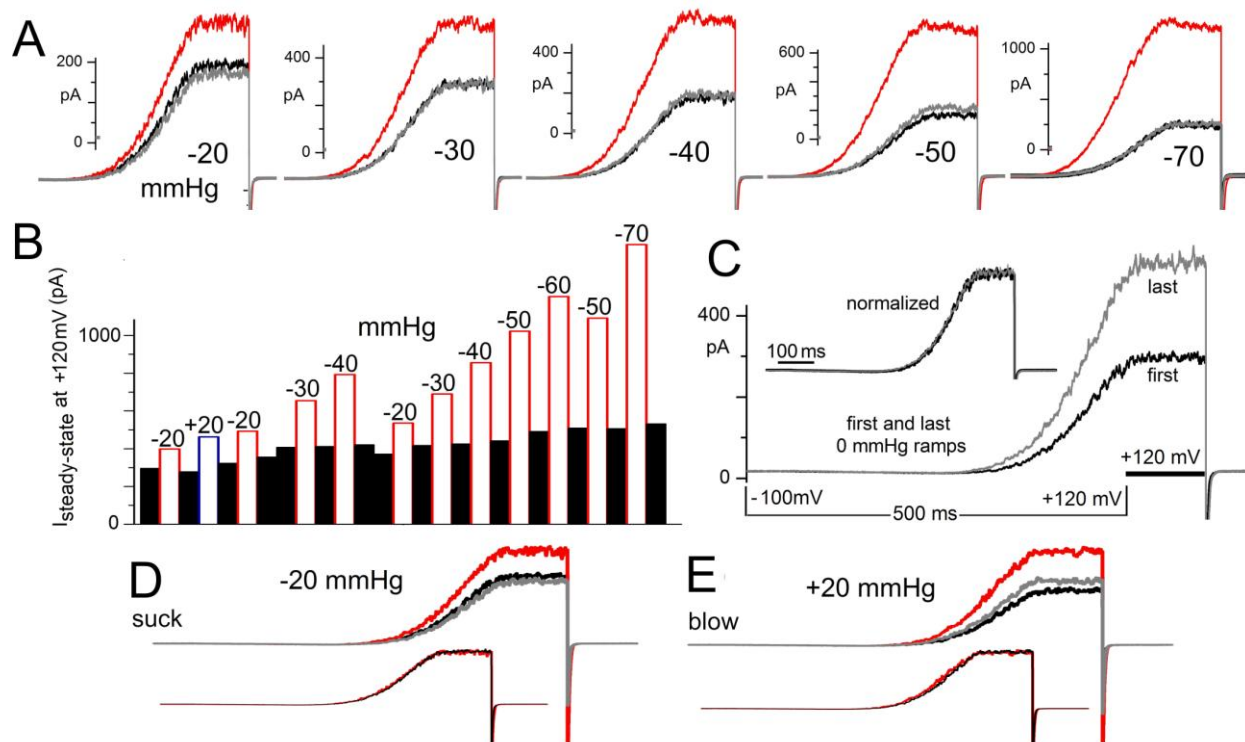 A
200
pA
0
-20
mmHg
400
pA
0
-30
400
pA
0
-40
600
pA
0
-50
1000
pA
0
-70
B
I steady-state at +120mV (pA)
1000
0
mmHg
-20
+20
-20
-30
-40
-20
-30
-40
-50
-60
-50
-70
C
400
pA
0
normalized
100 ms
last
first
first and last
0 mmHg ramps
+120 mV
-100mV
+120 mV
500 ms
D
-20 mmHg
suck
E
+20 mmHg
blow